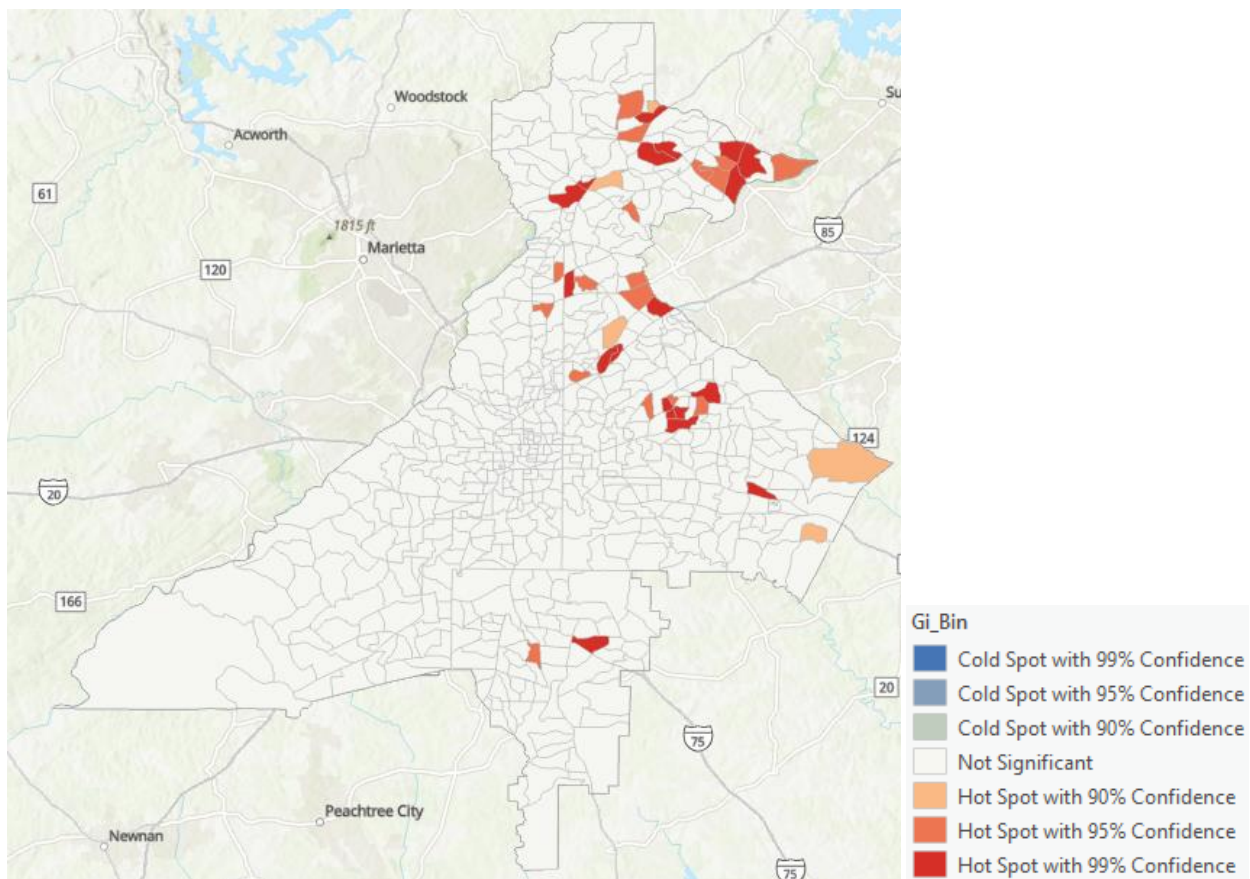 Woodstock
Su
Acworth
61
1815 ft
Marietta
85
120
124
20
166
20
75
Peachtree City
Newnan
75
Gi_Bin
Cold Spot with 99% Confidence
Cold Spot with 95% Confidence
Cold Spot with 90% Confidence
Not Significant
Hot Spot with 90% Confidence
Hot Spot with 95% Confidence
Hot Spot with 99% Confidence